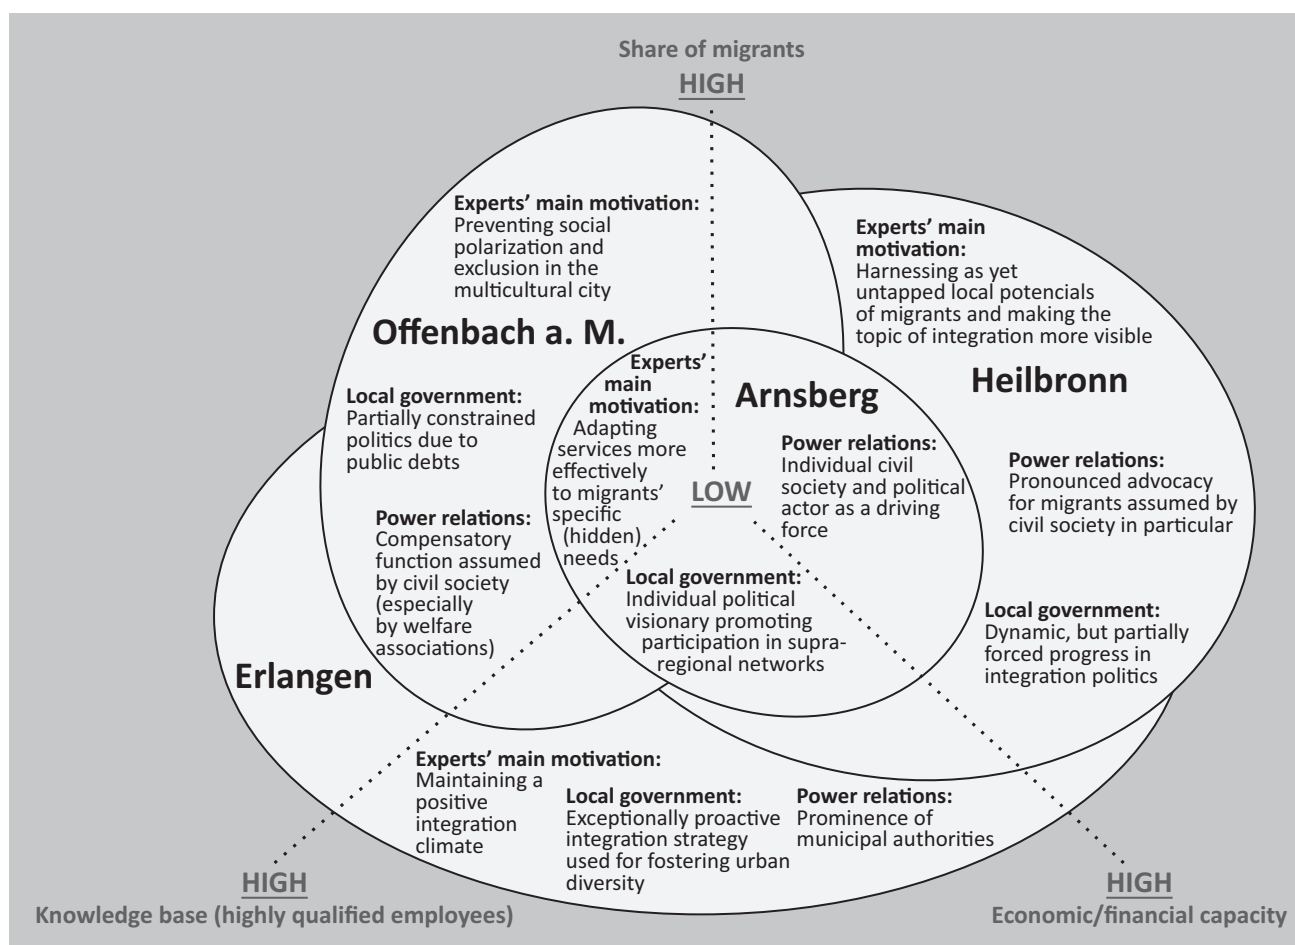 Share of migrants
HIGH
Experts' main motivation:
Preventing social
polarization and
exclusion in the
multicultural city
Offenbach a. M.
Local government:
Partially constrained
politics due to
public debts
Power relations:
Compensatory
function assumed
by civil society
(especially
by welfare
associations)
Experts' main
motivation:
Harnessing as yet
untapped local potencials
of migrants and making the
topic of integration more visible
Heilbronn
Power relations:
Pronounced advocacy
for migrants assumed by
civil society in particular
Local government:
Dynamic, but partially
forced progress in
integration politics
Experts'
main
motivation:
Adapting
services more
effectively
to migrants'
specific
(hidden)
needs
Arnsberg
Power relations:
Individual civil
society and political
actor as a driving
force
LOW
Local government:
Individual political
visionary promoting
participation in supra-
regional networks
Erlangen
Experts' main motivation:
Maintaining a
positive
integration
climate
Local government:
Exceptionally proactive
integration strategy
used for fostering urban
diversity
Power relations:
Prominence of
municipal authorities
HIGH
Knowledge base (highly qualified employees)
HIGH
Economic/financial capacity